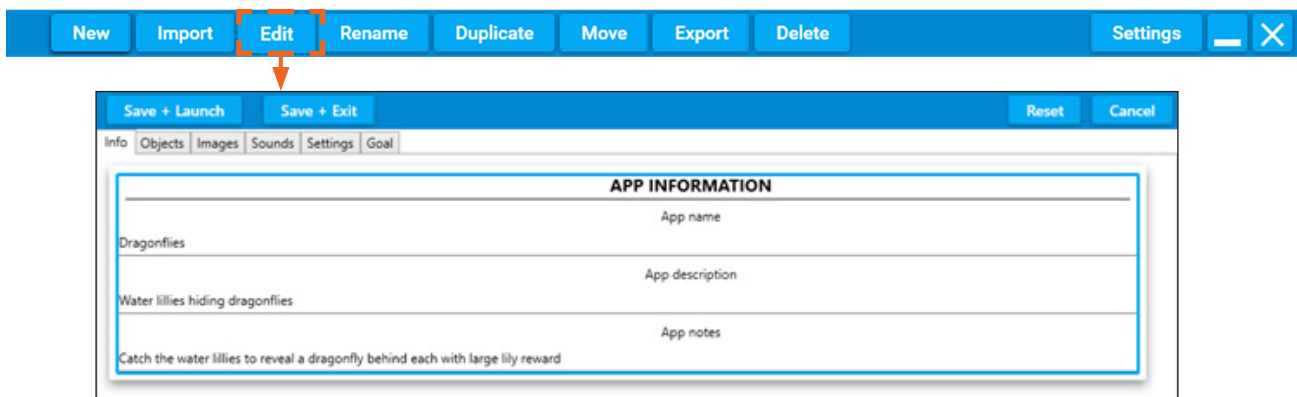 New Import Edit Rename Duplicate Move Export Delete Settings
Save + Launch Save + Exit Reset Cancel
Info Objects Images Sounds Settings Goal
APP INFORMATION
App name
Dragonflies
App description
Water lillies hiding dragonflies
App notes
Catch the water lillies to reveal a dragonfly behind each with large lily reward